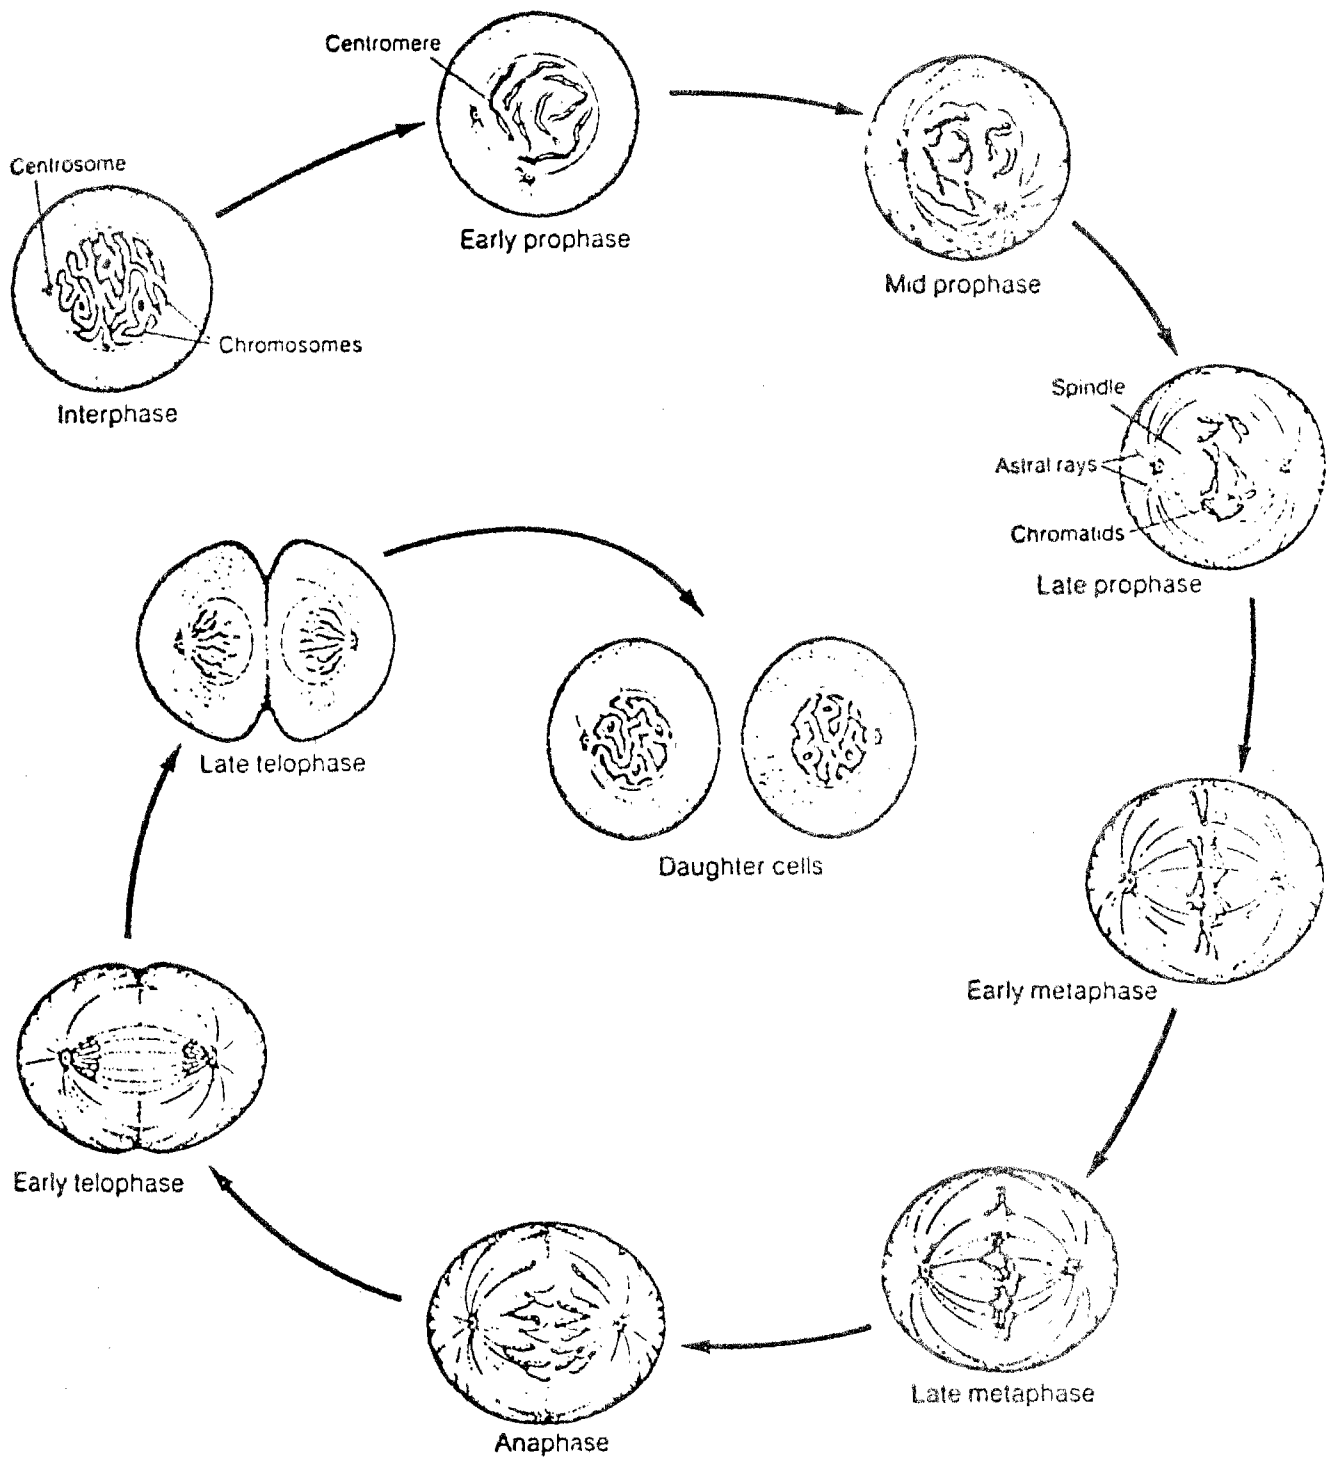 Centromere
Centrosome
Early prophase
Mid prophase
Chromosomes
Interphase
Spindle
Astral rays
Chromatids
Late prophase
Late telophase
Daughter cells
Early metaphase
Early telophase
Late metaphase
Anaphase